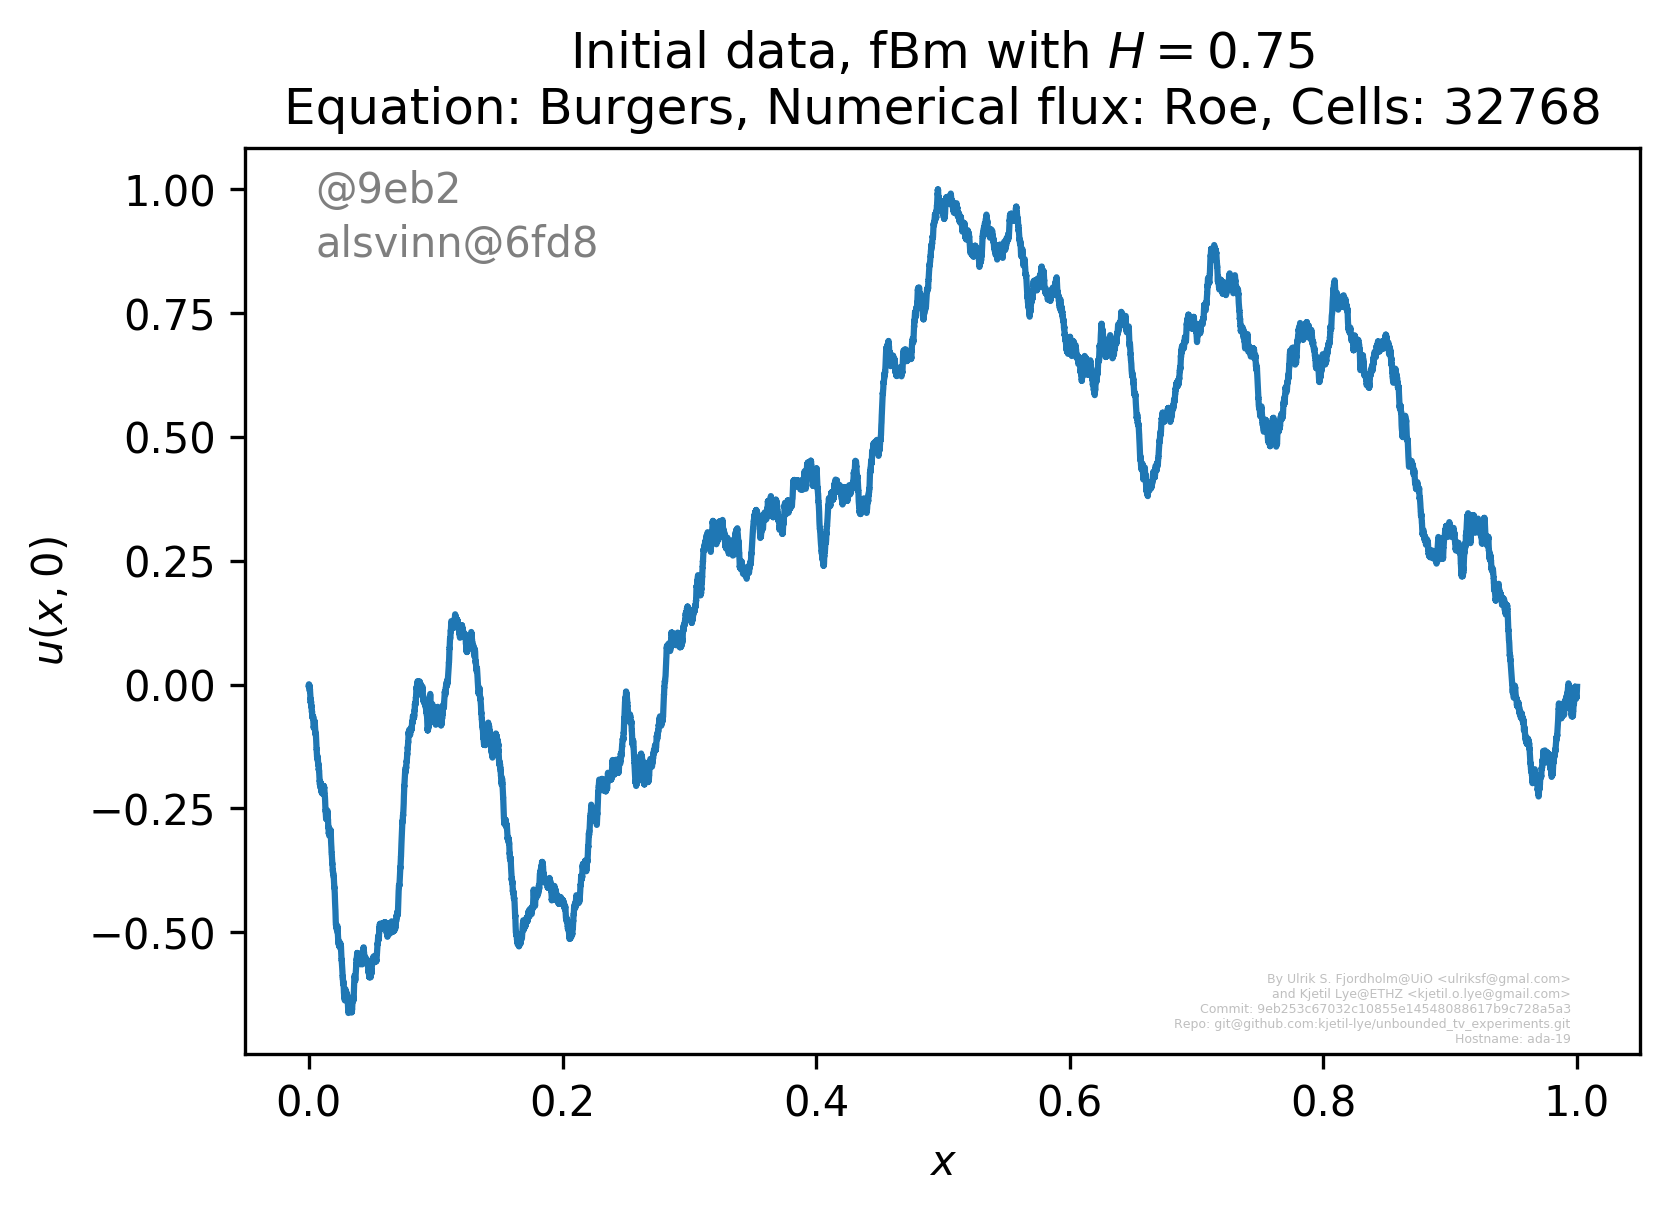 Initial data, fBm with H = 0.75
Equation: Burgers, Numerical flux: Roe, Cells: 32768
@9eb2
alsvinn@6fd8
1.00
0.75
0.50
0.25
0.00
−0.25
−0.50
u(x, 0)
By Ulrik S. Fjordholm@UiO <ulriksf@gmal.com>
and Kjetil Lye@ETHZ <kjetil.o.lye@gmail.com>
Commit: 9eb253c67032c10855e14548088617b9c728a5a3
Repo: git@github.com:kjetil-lye/unbounded_tv_experiments.git
Hostname: ada-19
0.0 0.2 0.4 0.6 0.8 1.0
x